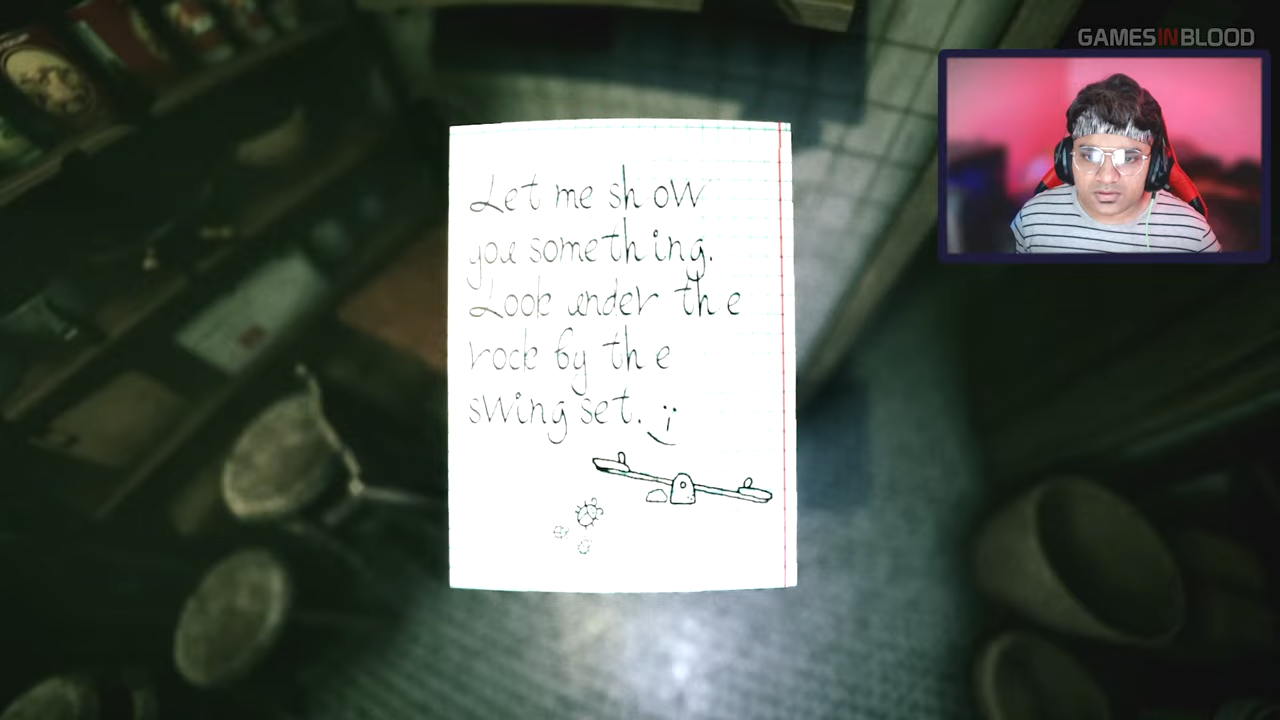 GAMESINBLOOD
Let me show
you something.
Look under the
rock by the
swing set.